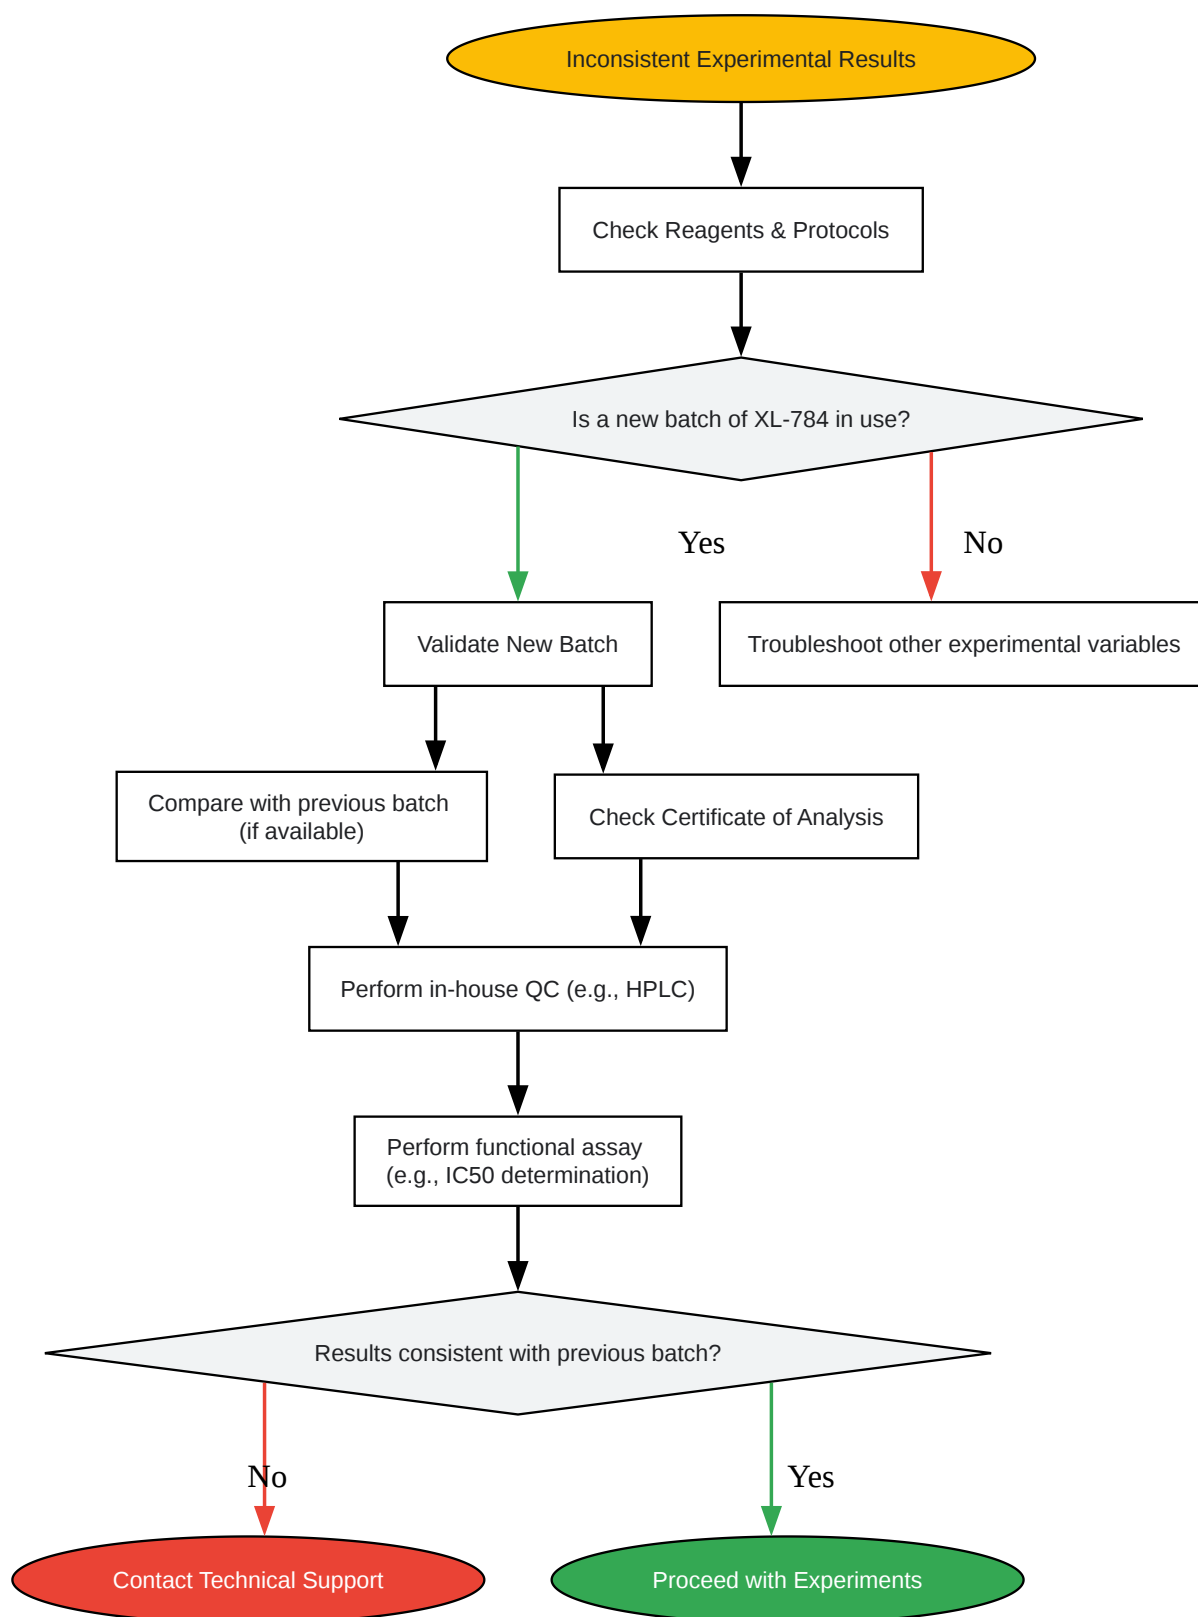 Inconsistent Experimental Results
Check Reagents & Protocols
Is a new batch of XL-784 in use?
Yes
No
Validate New Batch
Troubleshoot other experimental variables
Compare with previous batch
(if available)
Check Certificate of Analysis
Perform in-house QC (e.g., HPLC)
Perform functional assay
(e.g., IC50 determination)
Results consistent with previous batch?
No
Yes
Contact Technical Support
Proceed with Experiments